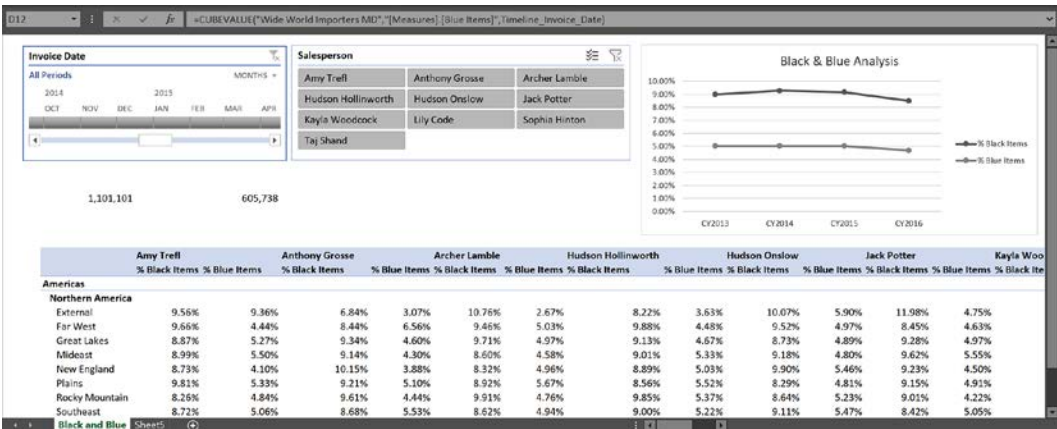 D12 fx =CUBEVALUE("Wide World Importers MD","[Measures].[Blue Items]",Timeline_Invoice_Date)
Invoice Date
All Periods MONTHS
2014 2015
OCT NOV DEC JAN FEB MAR APR
Salesperson
Amy Trefl Anthony Grosse Archer Lamble
Hudson Hollinworth Hudson Onslow Jack Potter
Kayla Woodcock Lily Code Sophia Hinton
Taj Shand
Black & Blue Analysis
10.00%
9.00%
8.00%
7.00%
6.00%
5.00%
4.00%
3.00%
2.00%
1.00%
0.00%
CY2013 CY2014 CY2015 CY2016
% Black Items
% Blue Items
1,101,101 605,738
Amy Trefl Anthony Grosse Archer Lamble Hudson Hollinworth Hudson Onslow Jack Potter Kayla Woo
% Black Items % Blue Items % Black Items % Blue Items % Black Items % Blue Items % Black Items % Blue Items % Black Items % Blue Items % Black Items % Blue Items % Black Ite
Americas
Northern America
External 9.56% 9.36% 6.84% 3.07% 10.76% 2.67% 8.22% 3.63% 10.07% 5.90% 11.98% 4.75%
Far West 9.66% 4.44% 8.44% 6.56% 9.46% 5.03% 9.88% 4.48% 9.52% 4.97% 8.45% 4.63%
Great Lakes 8.87% 5.27% 9.34% 4.60% 9.71% 4.97% 9.13% 4.67% 8.73% 4.89% 9.28% 4.97%
Mideast 8.99% 5.50% 9.14% 4.30% 8.60% 4.58% 9.01% 5.33% 9.18% 4.80% 9.62% 5.55%
New England 8.73% 4.10% 10.15% 3.88% 8.32% 4.96% 8.89% 5.03% 9.90% 5.46% 9.23% 4.50%
Plains 9.81% 5.33% 9.21% 5.10% 8.92% 5.67% 8.56% 5.52% 8.29% 4.81% 9.15% 4.91%
Rocky Mountain 8.26% 4.84% 9.61% 4.44% 9.91% 4.76% 9.85% 5.37% 8.64% 5.23% 9.01% 4.22%
Southeast 8.72% 5.06% 8.68% 5.53% 8.62% 4.94% 9.00% 5.22% 9.11% 5.47% 8.42% 5.05%
Black and Blue Sheet5